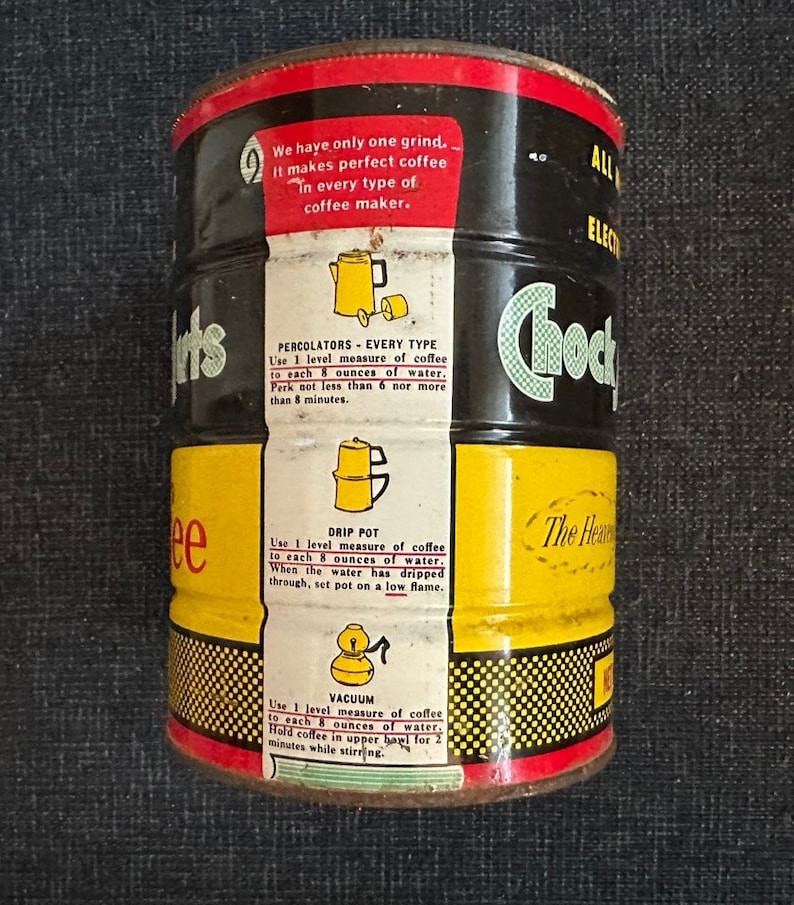 We have only one grind.
It makes perfect coffee
in every type of
coffee maker.
PERCOLATORS - EVERY TYPE
Use 1 level measure of coffee
to each 8 ounces of water.
Perk not less than 6 nor more
than 8 minutes.
DRIP POT
Use 1 level measure of coffee
to each 8 ounces of water.
When the water has dripped
through, set pot on a low flame.
VACUUM
Use 1 level measure of coffee
to each 8 ounces of water.
Hold coffee in upper bowl for 2
minutes while stirring.
uts
ee
ALL
ELECT
Chock
The Heave
NET